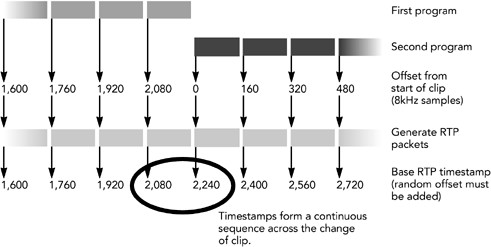 First program
Second program
1,600 1,760 1,920 2,080 0 160 320 480
Offset from
start of clip
(8kHz samples)
Generate RTP
packets
1,600 1,760 1,920 2,080 2,240 2,400 2,560 2,720
Base RTP timestamp
(random offset must
be added)
Timestamps form a continuous
sequence across the change
of clip.